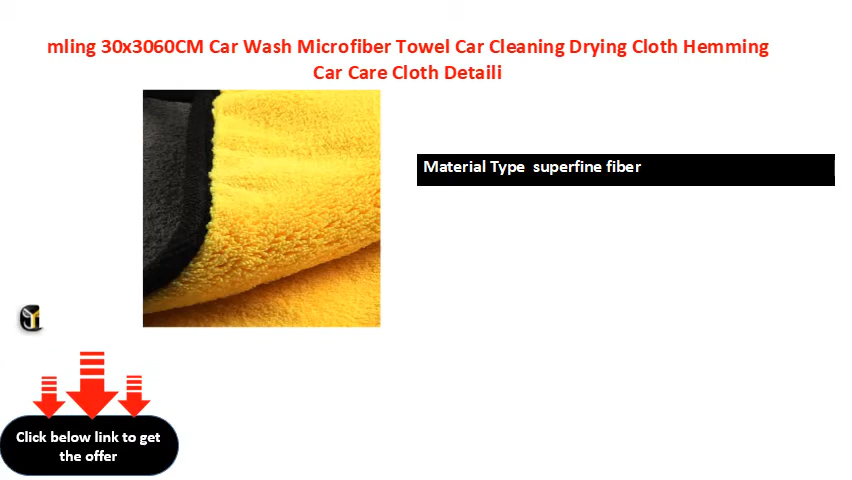 mling 30x3060CM Car Wash Microfiber Towel Car Cleaning Drying Cloth Hemming
Car Care Cloth Detaili
Material Type superfine fiber
Click below link to get
the offer